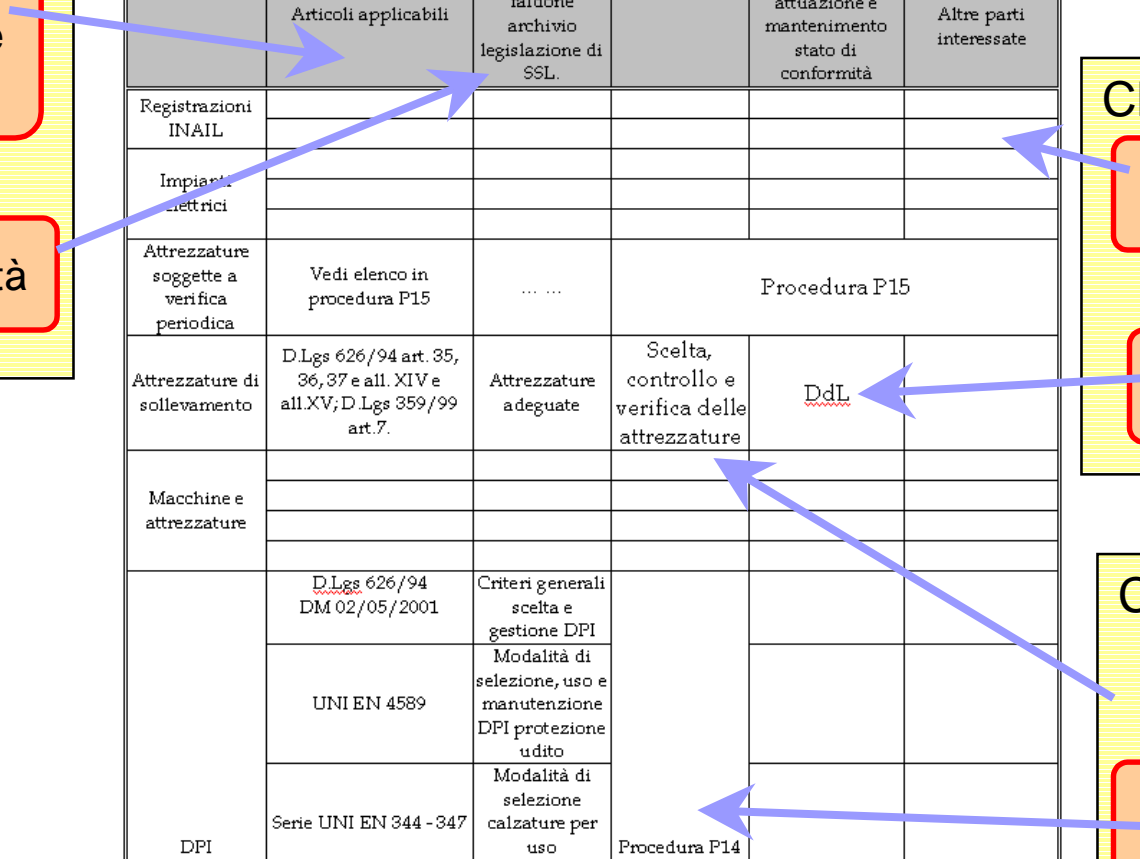 e
tà
Articoli applicabili
faldone
archivio
legislazione di
SSL.
attuazione e
mantenimento
stato di
conformità
Altre parti
interessate
Registrazioni
INAIL
Impianti
elettrici
Attrezzature
soggette a
verifica
periodica
Vedi elenco in
procedura P15
... ...
Procedura P15
Attrezzature di
sollevamento
D.Lgs 626/94 art. 35,
36, 37 e all. XIV e
all.XV; D.Lgs 359/99
art.7.
Attrezzature
adeguate
Scelta,
controllo e
verifica delle
attrezzature
DdL
Macchine e
attrezzature
DPI
D.Lgs 626/94
DM 02/05/2001
Criteri generali
scelta e
gestione DPI
UNI EN 4589
Modalità di
selezione, uso e
manutenzione
DPI protezione
udito
Serie UNI EN 344 -347
Modalità di
selezione
calzature per
uso
Procedura P14